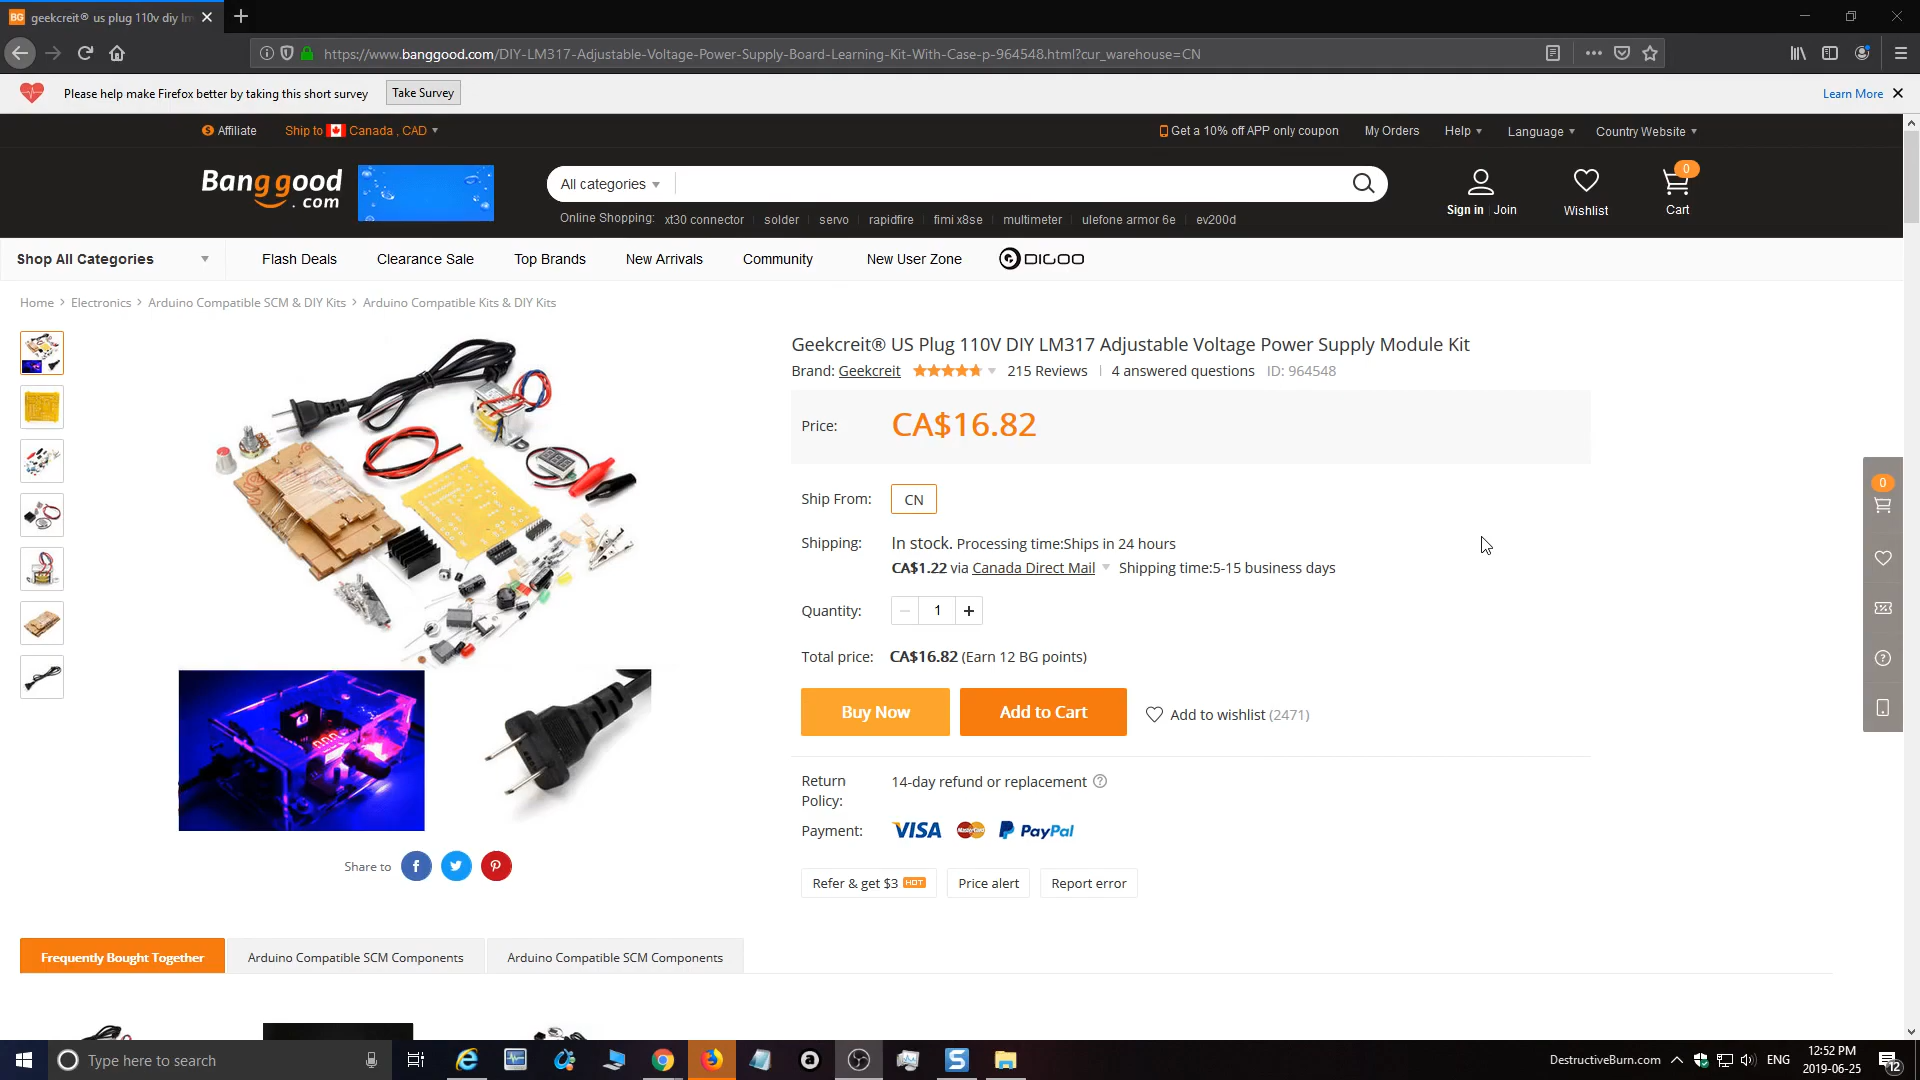 BG geekcreit® us plug 110v diy lm
https://www.banggood.com/DIY-LM317-Adjustable-Voltage-Power-Supply-Board-Learning-Kit-With-Case-p-964548.html?cur_warehouse=CN
Please help make Firefox better by taking this short survey Take Survey Learn More
Affiliate Ship to Canada , CAD Get a 10% off APP only coupon My Orders Help Language Country Website
Banggood.com All categories 0
Sign in Join Wishlist Cart
Online Shopping: xt30 connector solder servo rapidfire fimi x8se multimeter ulefone armor 6e ev200d
Shop All Categories Flash Deals Clearance Sale Top Brands New Arrivals Community New User Zone DIGOO
Home > Electronics > Arduino Compatible SCM & DIY Kits > Arduino Compatible Kits & DIY Kits
Geekcreit® US Plug 110V DIY LM317 Adjustable Voltage Power Supply Module Kit
Brand: Geekcreit 215 Reviews 4 answered questions ID: 964548
Price: CA$16.82
Ship From: CN
0
Shipping: In stock. Processing time:Ships in 24 hours
CA$1.22 via Canada Direct Mail Shipping time:5-15 business days
Quantity: 1
Total price: CA$16.82 (Earn 12 BG points)
Buy Now Add to Cart Add to wishlist (2471)
Return Policy: 14-day refund or replacement
Payment: VISA MasterCard PayPal
Share to
Refer & get $3 HOT Price alert Report error
Frequently Bought Together Arduino Compatible SCM Components Arduino Compatible SCM Components
Type here to search DestructiveBurn.com ENG 12:52 PM
2019-06-25
12